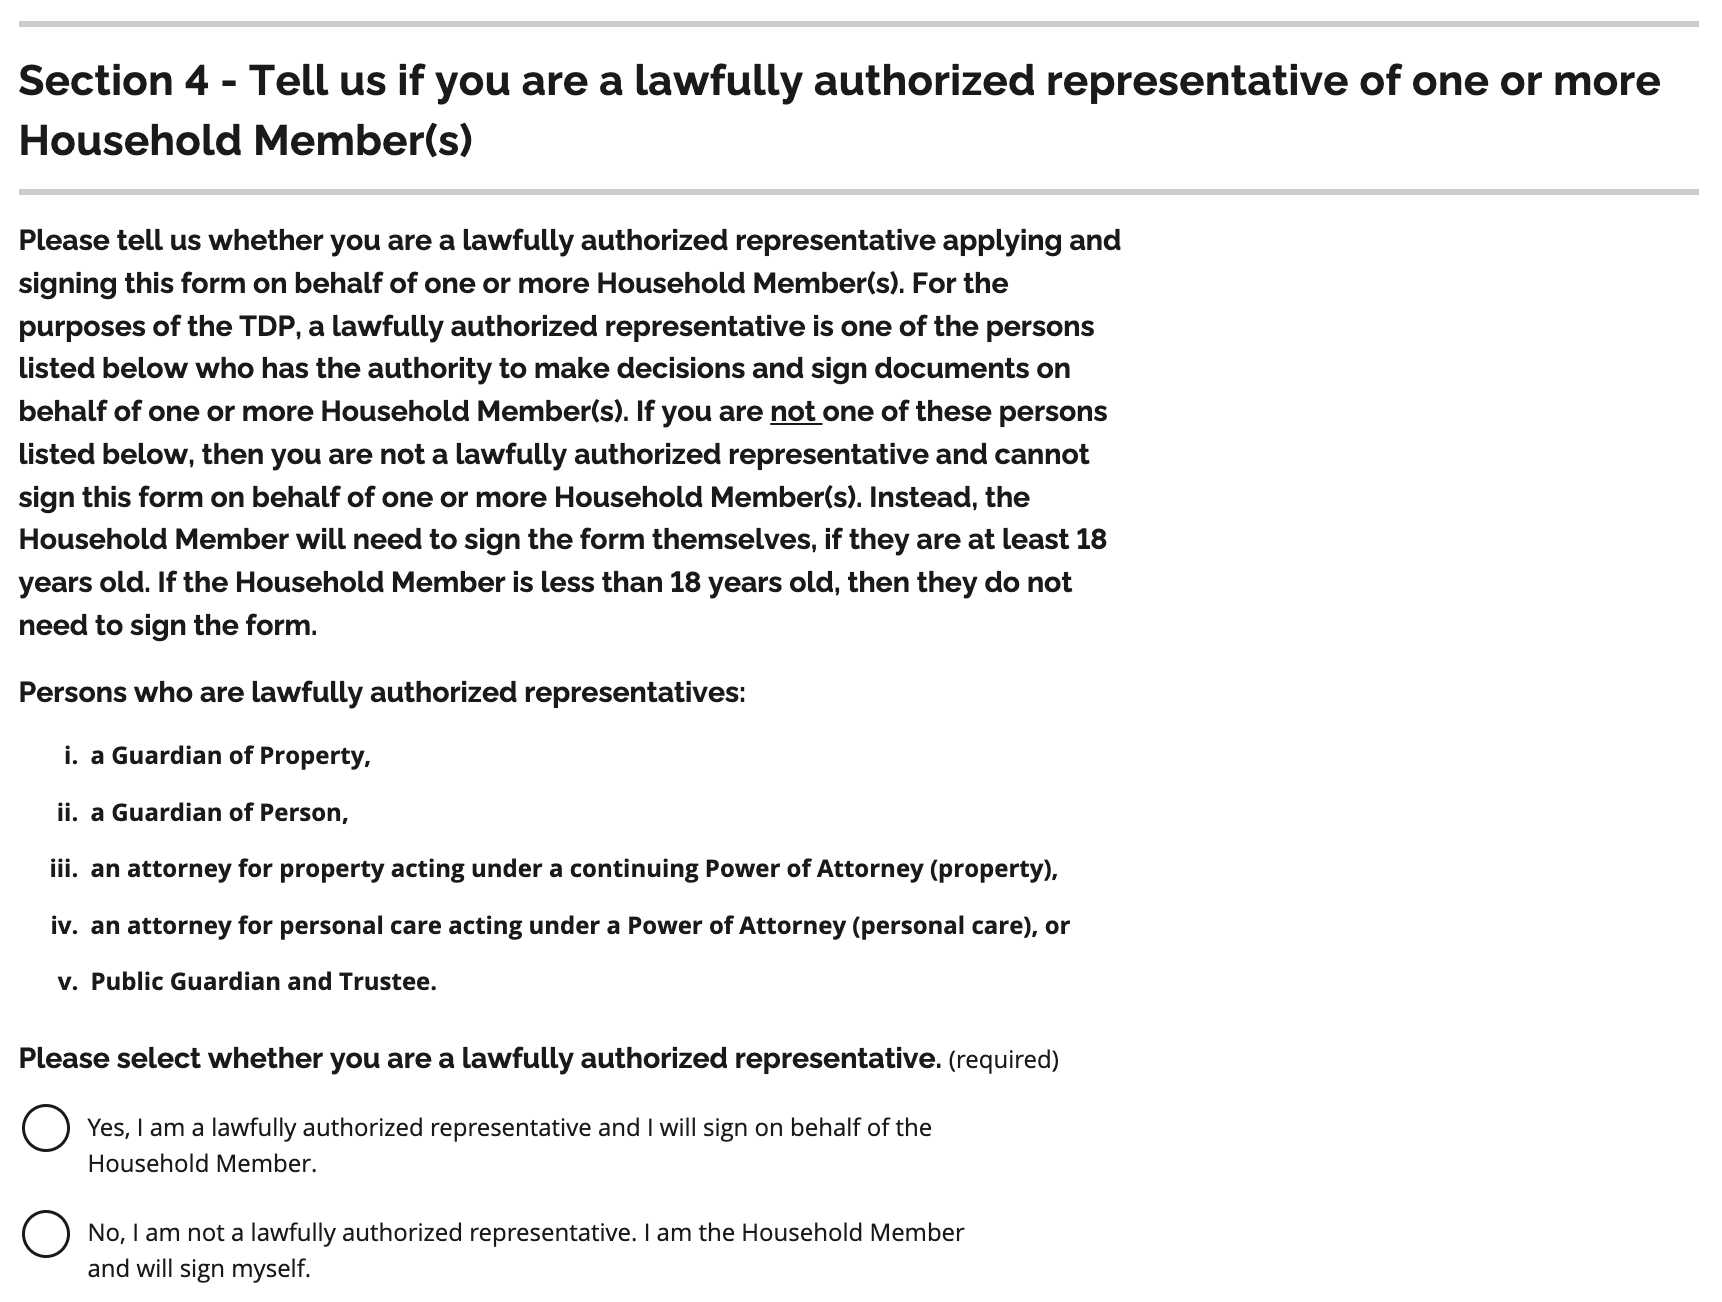 Section 4 - Tell us if you are a lawfully authorized representative of one or more
Household Member(s)
Please tell us whether you are a lawfully authorized representative applying and
signing this form on behalf of one or more Household Member(s). For the
purposes of the TDP, a lawfully authorized representative is one of the persons
listed below who has the authority to make decisions and sign documents on
behalf of one or more Household Member(s). If you are not one of these persons
listed below, then you are not a lawfully authorized representative and cannot
sign this form on behalf of one or more Household Member(s). Instead, the
Household Member will need to sign the form themselves, if they are at least 18
years old. If the Household Member is less than 18 years old, then they do not
need to sign the form.
Persons who are lawfully authorized representatives:
i. a Guardian of Property,
ii. a Guardian of Person,
iii. an attorney for property acting under a continuing Power of Attorney (property),
iv. an attorney for personal care acting under a Power of Attorney (personal care), or
v. Public Guardian and Trustee.
Please select whether you are a lawfully authorized representative. (required)
Yes, I am a lawfully authorized representative and I will sign on behalf of the
Household Member.
No, I am not a lawfully authorized representative. I am the Household Member
and will sign myself.